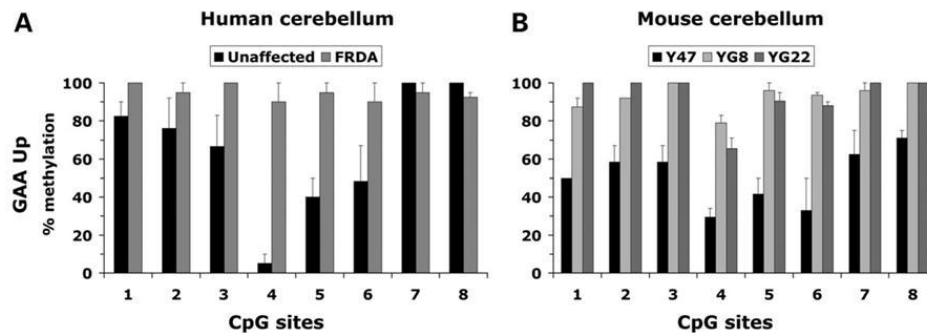 A
Human cerebellum
Unaffected FRDA
GAA Up
% methylation
100
80
60
40
20
0
1 2 3 4 5 6 7 8
CpG sites
B
Mouse cerebellum
Y47 YG8 YG22
100
80
60
40
20
0
1 2 3 4 5 6 7 8
CpG sites